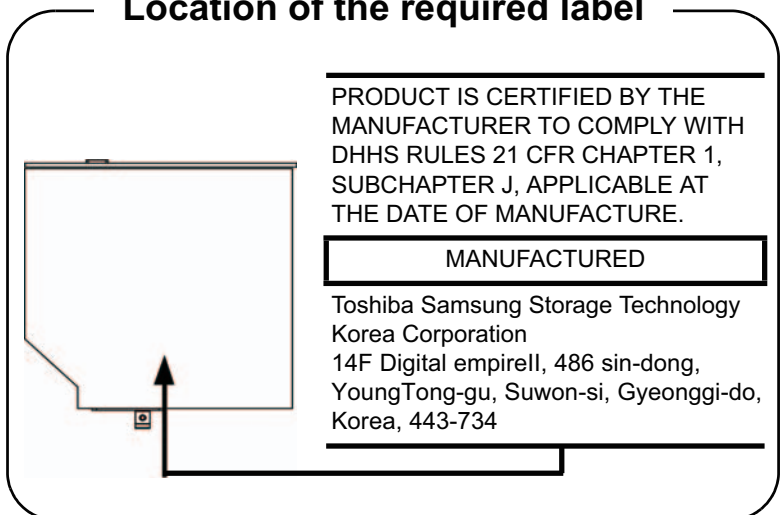 Location of the required label
PRODUCT IS CERTIFIED BY THE
MANUFACTURER TO COMPLY WITH
DHHS RULES 21 CFR CHAPTER 1,
SUBCHAPTER J, APPLICABLE AT
THE DATE OF MANUFACTURE.
MANUFACTURED
Toshiba Samsung Storage Technology
Korea Corporation
14F Digital empireII, 486 sin-dong,
YoungTong-gu, Suwon-si, Gyeonggi-do,
Korea, 443-734